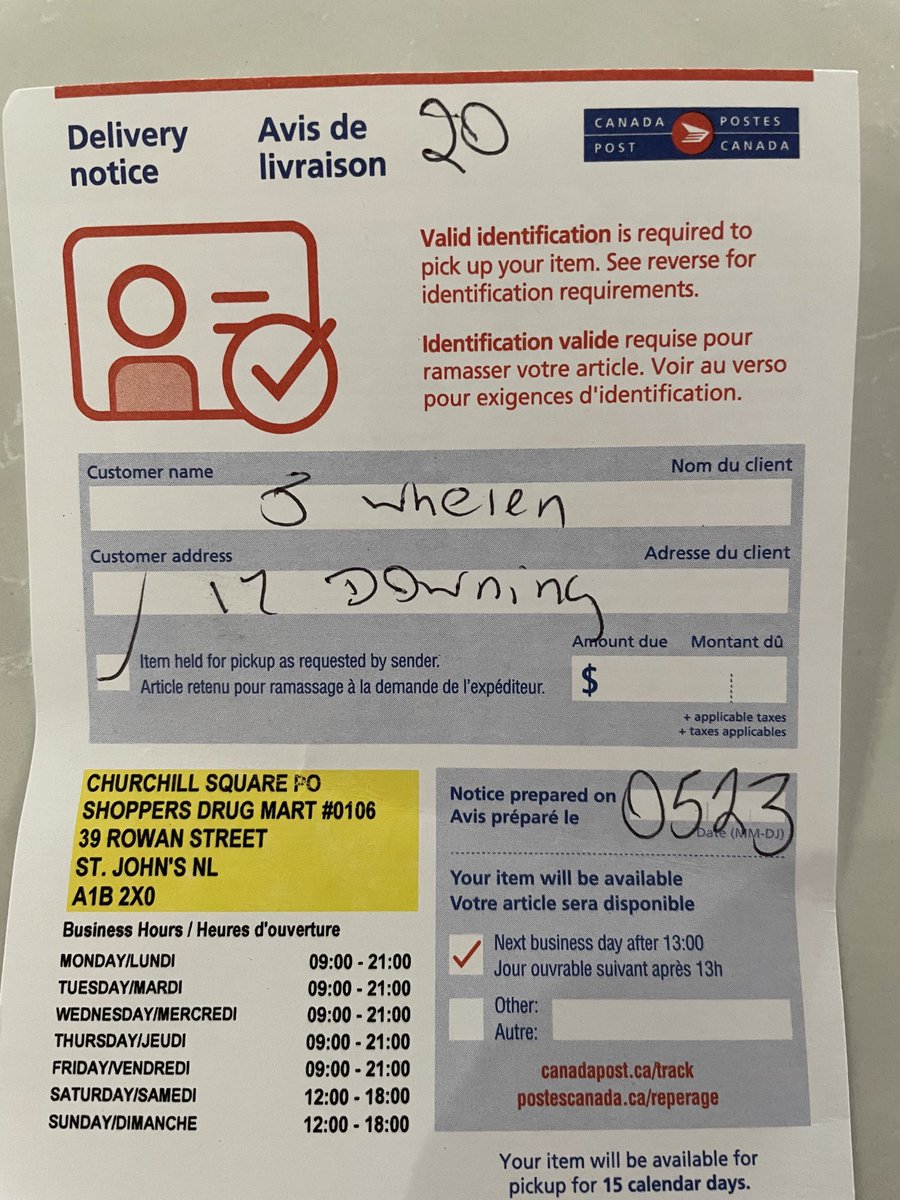 Delivery notice
Avis de livraison
20
CANADA POST
POSTES CANADA
Valid identification is required to
pick up your item. See reverse for
identification requirements.
Identification valide requise pour
ramasser votre article. Voir au verso
pour exigences d'identification.
Customer name
Nom du client
Whelen
Customer address
Adresse du client
17 Downing
Item held for pickup as requested by sender.
Article retenu pour ramassage à la demande de l'expéditeur.
Amount due
Montant dû
$
+ applicable taxes
+ taxes applicables
CHURCHILL SQUARE PO
SHOPPERS DRUG MART #0106
39 ROWAN STREET
ST. JOHN'S NL
A1B 2X0
Business Hours / Heures d'ouverture
MONDAY/LUNDI 09:00 - 21:00
TUESDAY/MARDI 09:00 - 21:00
WEDNESDAY/MERCREDI 09:00 - 21:00
THURSDAY/JEUDI 09:00 - 21:00
FRIDAY/VENDREDI 09:00 - 21:00
SATURDAY/SAMEDI 12:00 - 18:00
SUNDAY/DIMANCHE 12:00 - 18:00
Notice prepared on
Avis préparé le
0523
Date (MM-DJ)
Your item will be available
Votre article sera disponible
Next business day after 13:00
Jour ouvrable suivant après 13h
Other:
Autre:
canadapost.ca/track
postescanada.ca/reperage
Your item will be available for
pickup for 15 calendar days.